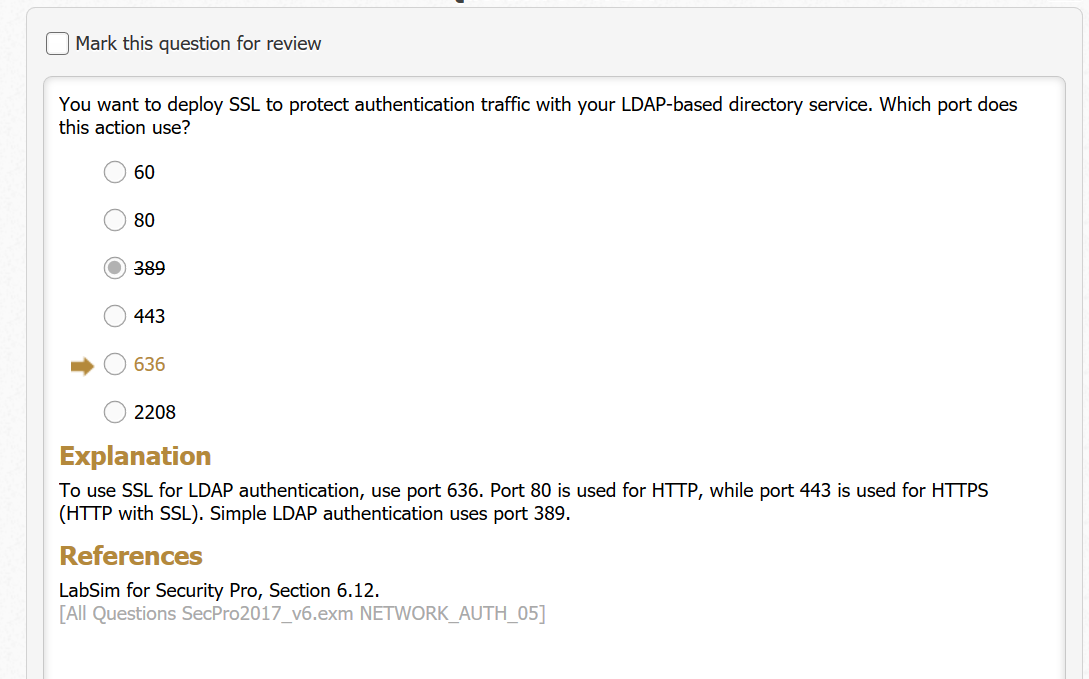 Mark this question for review
You want to deploy SSL to protect authentication traffic with your LDAP-based directory service. Which port does
this action use?
60
80
389
443
636
2208
Explanation
To use SSL for LDAP authentication, use port 636. Port 80 is used for HTTP, while port 443 is used for HTTPS
(HTTP with SSL). Simple LDAP authentication uses port 389.
References
LabSim for Security Pro, Section 6.12.
[All Questions SecPro2017_v6.exm NETWORK_AUTH_05]